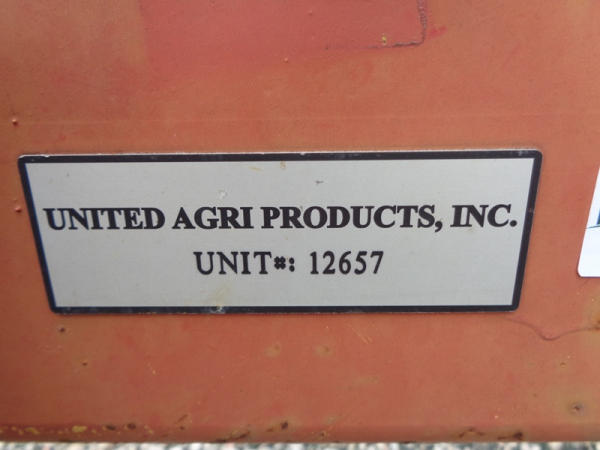 UNITED AGRI PRODUCTS, INC.
UNIT#: 12657